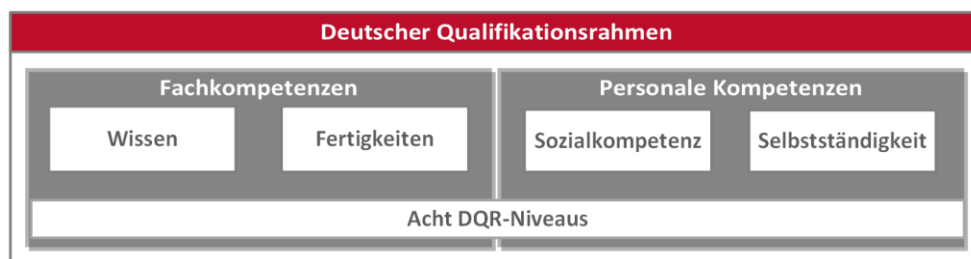 Deutscher Qualifikationsrahmen
Fachkompetenzen
Wissen
Fertigkeiten
Personale Kompetenzen
Sozialkompetenz
Selbstständigkeit
Acht DQR-Niveaus